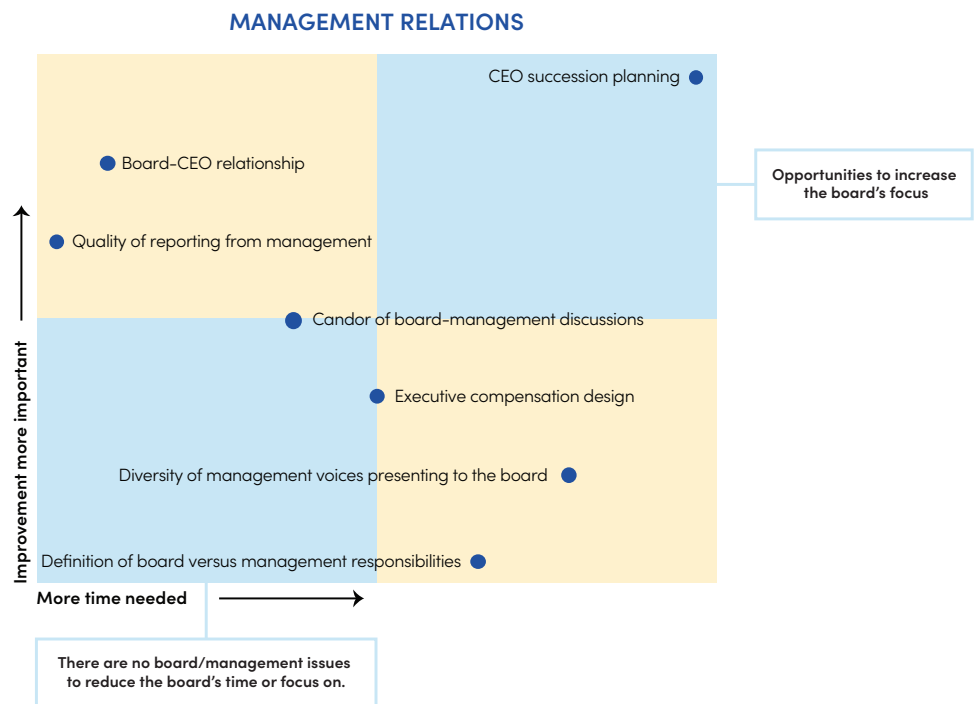 MANAGEMENT RELATIONS
CEO succession planning
Board-CEO relationship
Opportunities to increase
the board's focus
Quality of reporting from management
Candor of board-management discussions
Executive compensation design
Diversity of management voices presenting to the board
Definition of board versus management responsibilities
Improvement more important
More time needed
There are no board/management issues
to reduce the board's time or focus on.